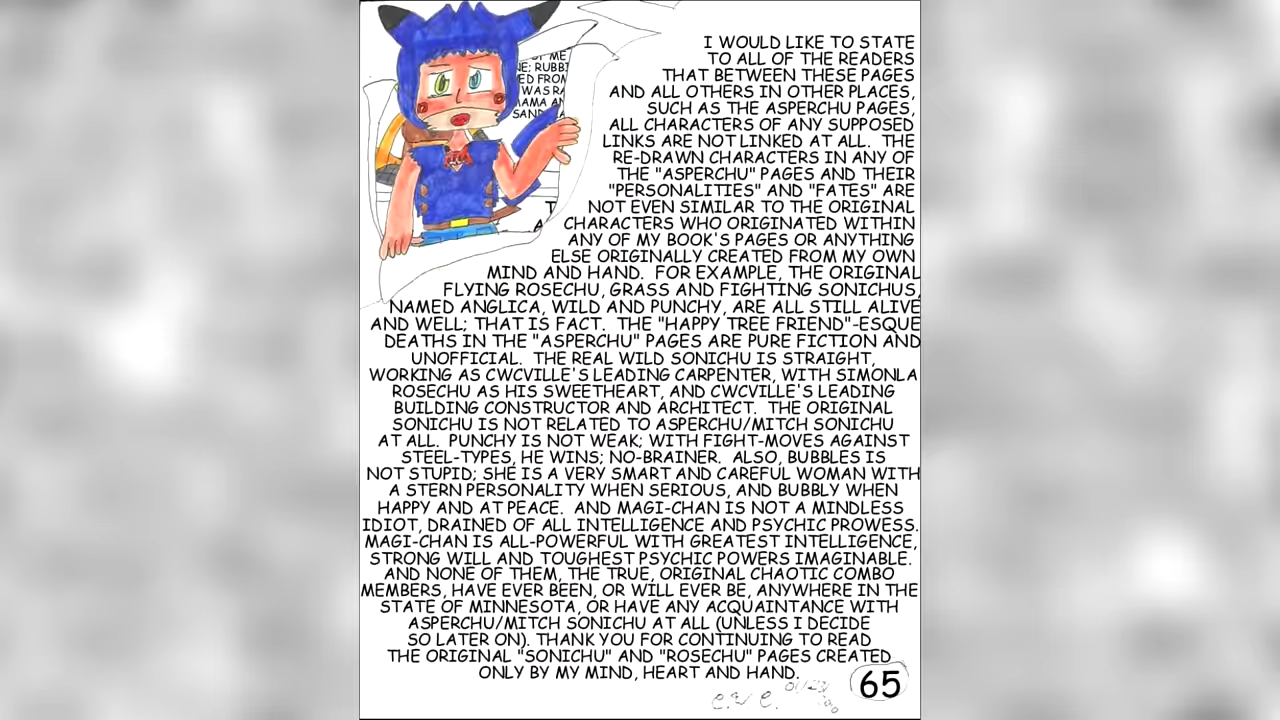 OF ME
NE; RUBB
ED FROM
WAS RA
MAMA AN
SAND
T
A
I WOULD LIKE TO STATE
TO ALL OF THE READERS
THAT BETWEEN THESE PAGES
AND ALL OTHERS IN OTHER PLACES,
SUCH AS THE ASPERCHU PAGES,
ALL CHARACTERS OF ANY SUPPOSED
LINKS ARE NOT LINKED AT ALL. THE
RE-DRAWN CHARACTERS IN ANY OF
THE "ASPERCHU" PAGES AND THEIR
"PERSONALITIES" AND "FATES" ARE
NOT EVEN SIMILAR TO THE ORIGINAL
CHARACTERS WHO ORIGINATED WITHIN
ANY OF MY BOOK'S PAGES OR ANYTHING
ELSE ORIGINALLY CREATED FROM MY OWN
MIND AND HAND. FOR EXAMPLE, THE ORIGINAL
FLYING ROSECHU, GRASS AND FIGHTING SONICHUS,
NAMED ANGLICA, WILD AND PUNCHY, ARE ALL STILL ALIVE
AND WELL; THAT IS FACT. THE "HAPPY TREE FRIEND"-ESQUE
DEATHS IN THE "ASPERCHU" PAGES ARE PURE FICTION AND
UNOFFICIAL. THE REAL WILD SONICHU IS STRAIGHT,
WORKING AS CWCVILLE'S LEADING CARPENTER, WITH SIMONLA
ROSECHU AS HIS SWEETHEART, AND CWCVILLE'S LEADING
BUILDING CONSTRUCTOR AND ARCHITECT. THE ORIGINAL
SONICHU IS NOT RELATED TO ASPERCHU/MITCH SONICHU
AT ALL. PUNCHY IS NOT WEAK; WITH FIGHT-MOVES AGAINST
STEEL-TYPES, HE WINS; NO-BRAINER. ALSO, BUBBLES IS
NOT STUPID; SHE IS A VERY SMART AND CAREFUL WOMAN WITH
A STERN PERSONALITY WHEN SERIOUS, AND BUBBLY WHEN
HAPPY AND AT PEACE. AND MAGI-CHAN IS NOT A MINDLESS
IDIOT, DRAINED OF ALL INTELLIGENCE AND PSYCHIC PROWESS.
MAGI-CHAN IS ALL-POWERFUL WITH GREATEST INTELLIGENCE,
STRONG WILL AND TOUGHEST PSYCHIC POWERS IMAGINABLE.
AND NONE OF THEM, THE TRUE, ORIGINAL CHAOTIC COMBO
MEMBERS, HAVE EVER BEEN, OR WILL EVER BE, ANYWHERE IN THE
STATE OF MINNESOTA, OR HAVE ANY ACQUAINTANCE WITH
ASPERCHU/MITCH SONICHU AT ALL (UNLESS I DECIDE
SO LATER ON). THANK YOU FOR CONTINUING TO READ
THE ORIGINAL "SONICHU" AND "ROSECHU" PAGES CREATED
ONLY BY MY MIND, HEART AND HAND.
65